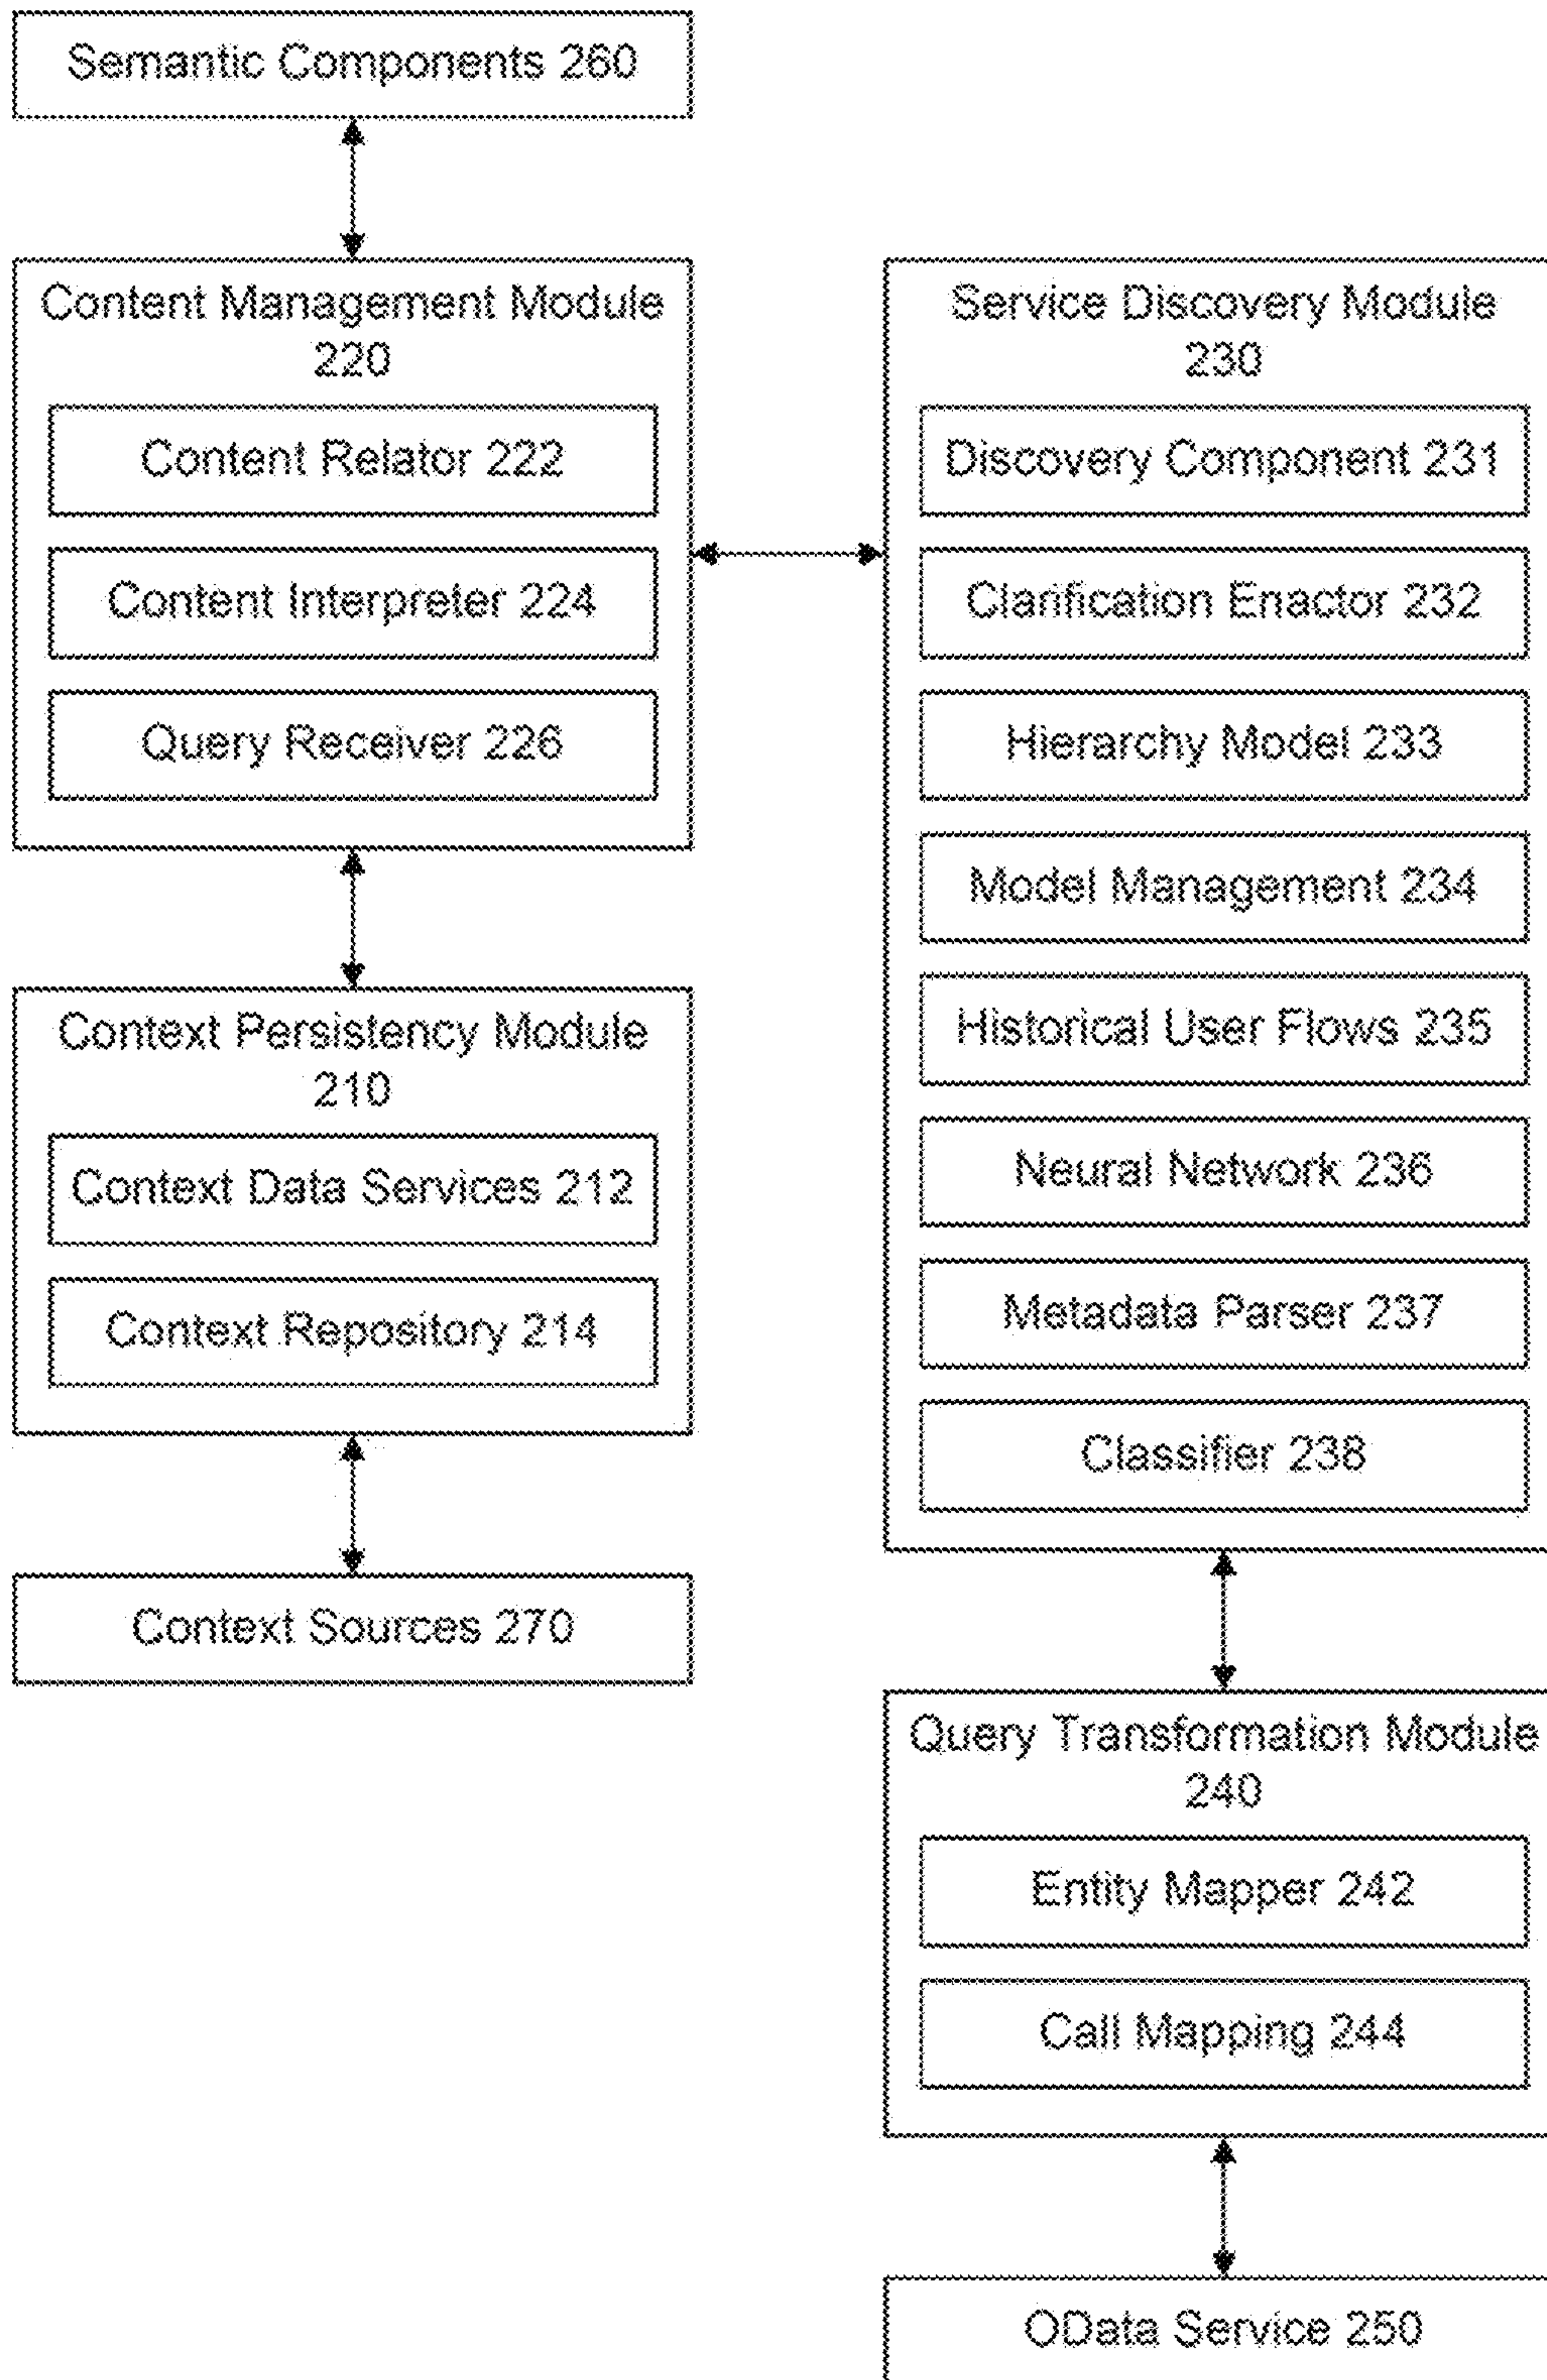 Semantic Components 260
Content Management Module
220
Content Relator 222
Content Interpreter 224
Query Receiver 226
Context Persistency Module
210
Context Data Services 212
Context Repository 214
Context Sources 270
Service Discovery Module
230
Discovery Component 231
Clarification Enactor 232
Hierarchy Model 233
Model Management 234
Historical User Flows 235
Neural Network 236
Metadata Parser 237
Classifier 238
Query Transformation Module
240
Entity Mapper 242
Call Mapping 244
OData Service 250